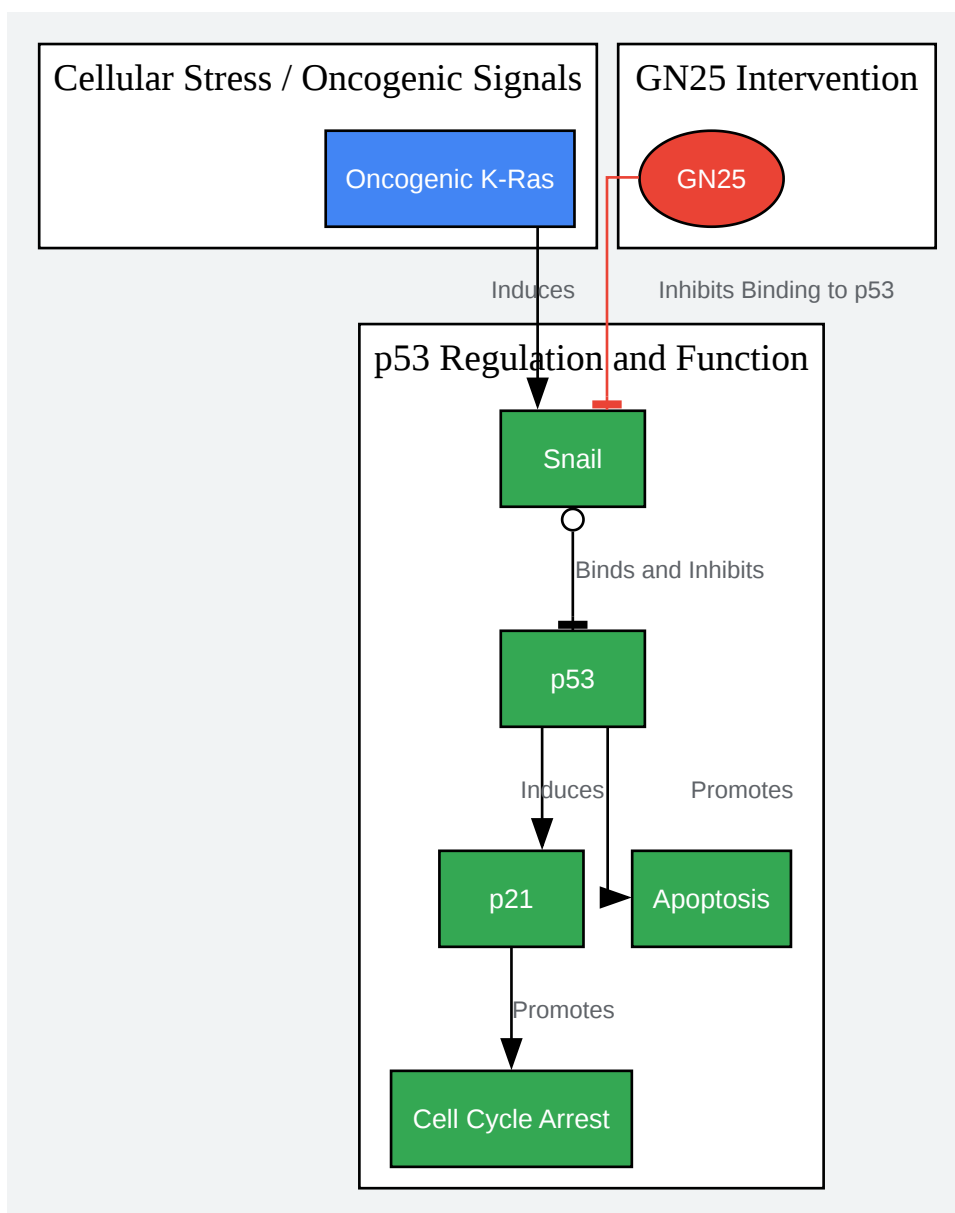 Cellular Stress / Oncogenic Signals
GN25 Intervention
Oncogenic K-Ras
GN25
Induces
Inhibits Binding to p53
p53 Regulation and Function
Snail
Binds and Inhibits
p53
Induces
Promotes
p21
Apoptosis
Promotes
Cell Cycle Arrest